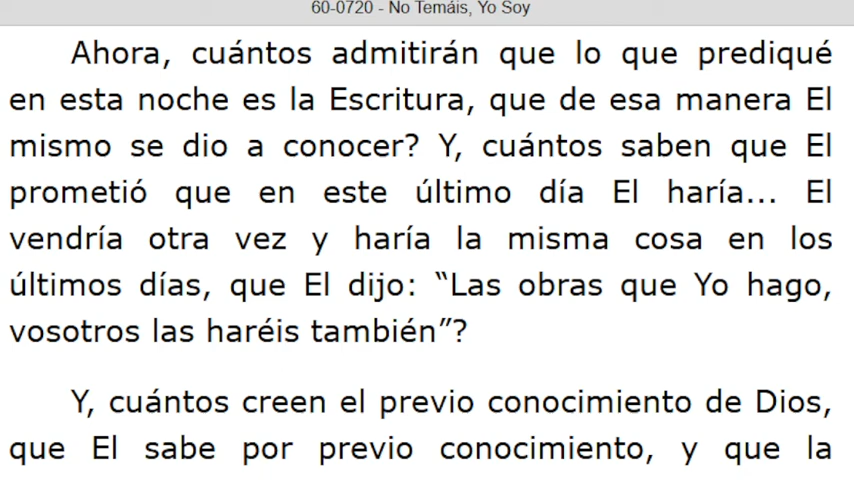 60-0720 - No Temáis, Yo Soy
Ahora, cuántos admitirán que lo que prediqué
en esta noche es la Escritura, que de esa manera El
mismo se dio a conocer? Y, cuántos saben que El
prometió que en este último día El haría... El
vendría otra vez y haría la misma cosa en los
últimos días, que El dijo: “Las obras que Yo hago,
vosotros las haréis también”?
Y, cuántos creen el previo conocimiento de Dios,
que El sabe por previo conocimiento, y que la